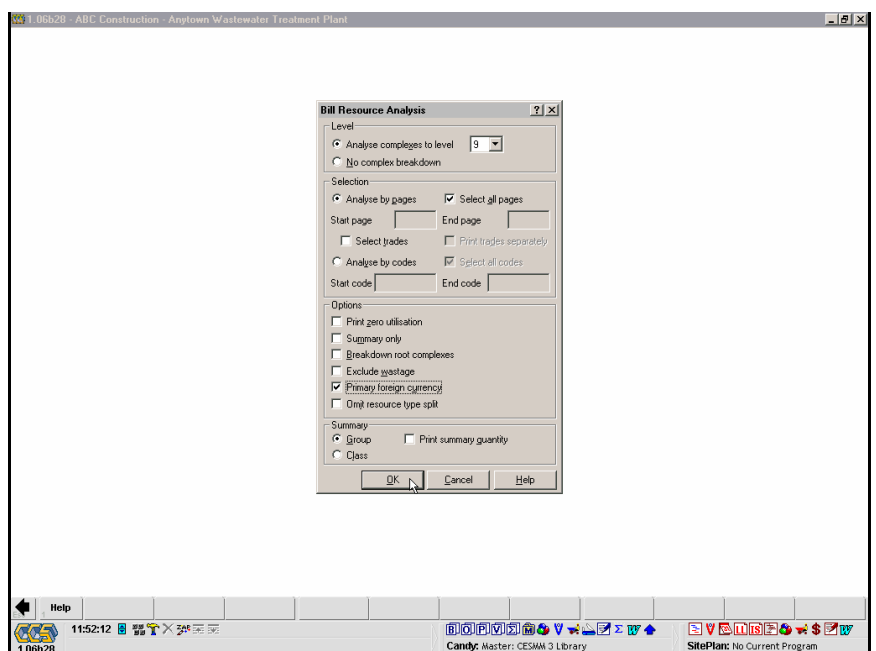 1.06b28 - ABC Construction - Anytown Wastewater Treatment Plant
Bill Resource Analysis
Level
Analyse complexes to level 9
No complex breakdown
Selection
Analyse by pages Select all pages
Start page End page
Select trades Print trades separately
Analyse by codes Select all codes
Start code End code
Options
Print zero utilisation
Summary only
Breakdown root complexes
Exclude wastage
Primary foreign currency
Omit resource type split
Summary
Group Print summary quantity
Class
OK Cancel Help
Help
CCS 11:52:12
1.06b28 Candy: Master: CESMM 3 Library SitePlan: No Current Program